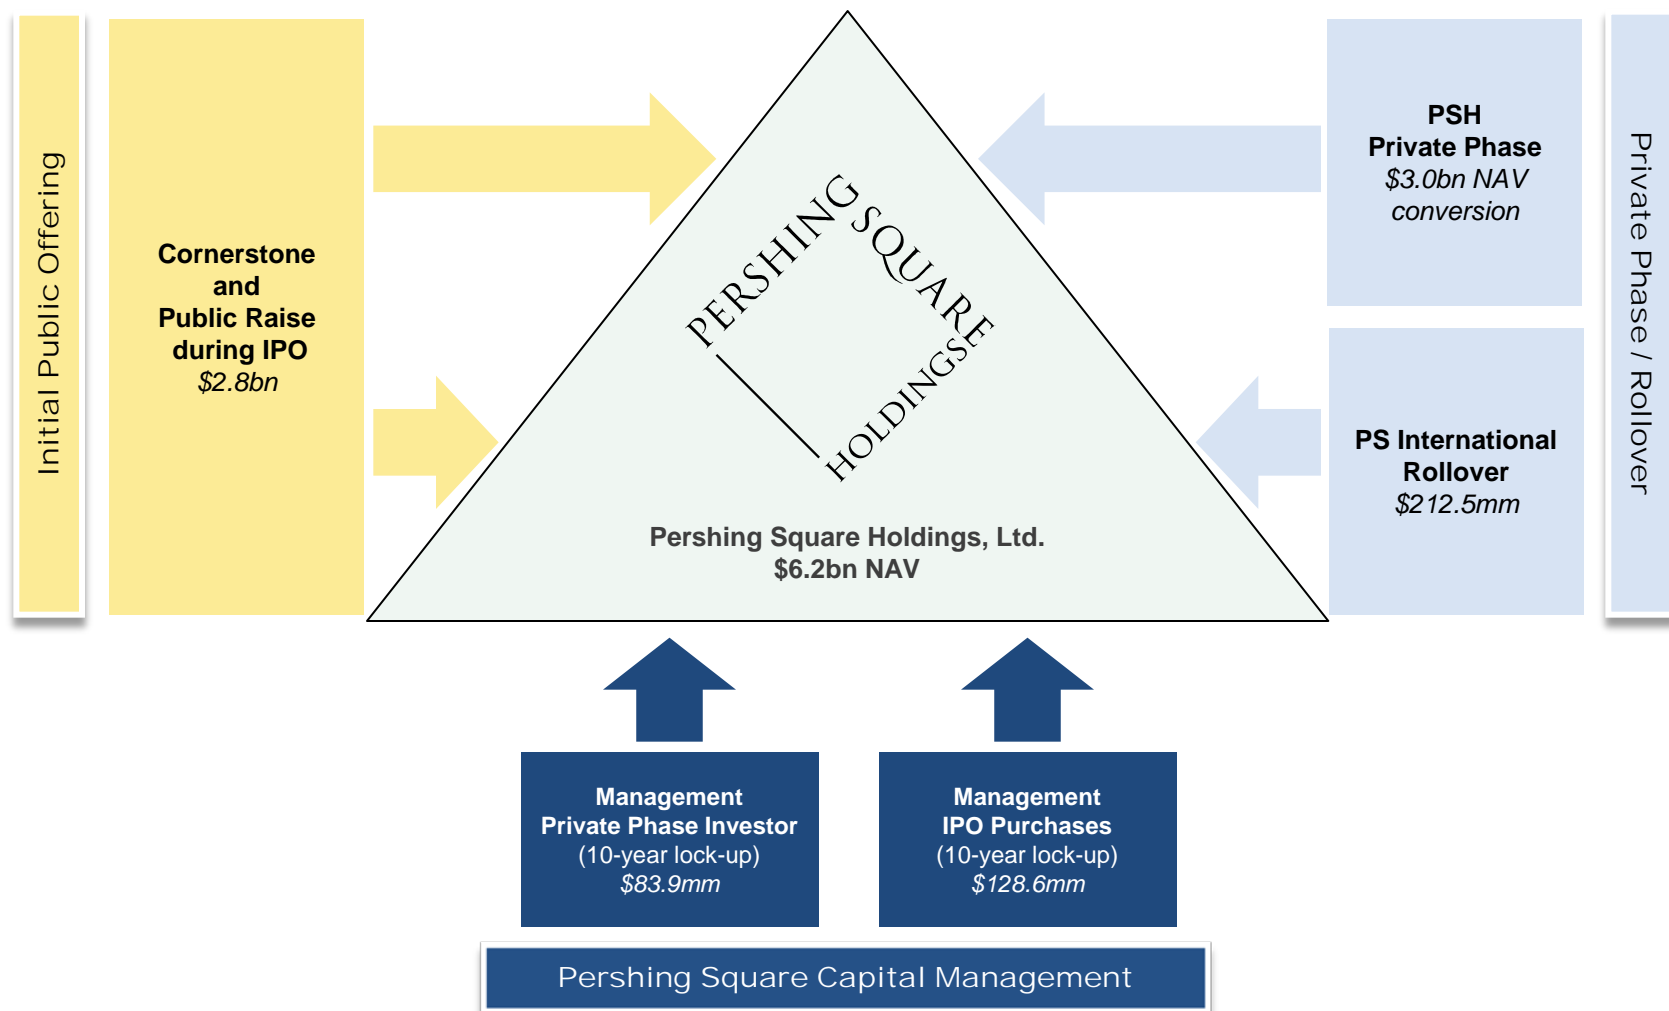 Initial Public Offering
Cornerstone
and
Public Raise
during IPO
$2.8bn
PERSHING
SQUARE
HOLDINGS
Pershing Square Holdings, Ltd.
$6.2bn NAV
PSH
Private Phase
$3.0bn NAV
conversion
PS International
Rollover
$212.5mm
Private Phase / Rollover
Management
Private Phase Investor
(10-year lock-up)
$83.9mm
Management
IPO Purchases
(10-year lock-up)
$128.6mm
Pershing Square Capital Management